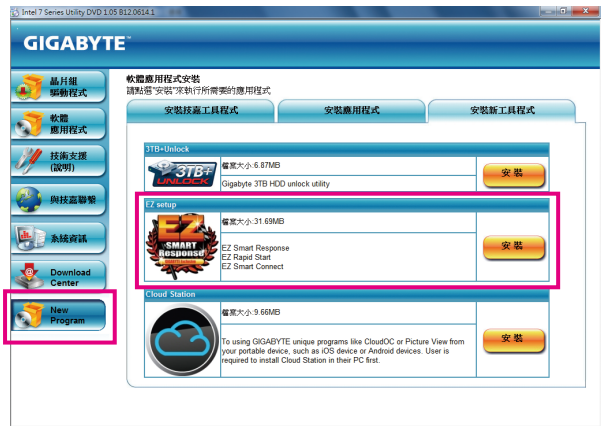 Intel 7 Series Utility DVD 1.05 B12.0614.1
GIGABYTE™
晶片組
驅動程式
軟體
應用程式
技術支援
(說明)
與技嘉聯繫
系統資訊
Download
Center
New
Program
軟體應用程式安裝
請點選"安裝"來執行所需要的應用程式
安裝技嘉工具程式
安裝應用程式
安裝新工具程式
3TB+Unlock
3TB+
UNLOCK
檔案大小:6.87MB
Gigabyte 3TB HDD unlock utility
安裝
EZ setup
EZ
SMART
Response
檔案大小:31.69MB
EZ Smart Response
EZ Rapid Start
EZ Smart Connect
安裝
Cloud Station
檔案大小:9.66MB
To using GIGABYTE unique programs like CloudOC or Picture View from
your portable device, such as iOS device or Android devices. User is
required to install Cloud Station in their PC first.
安裝